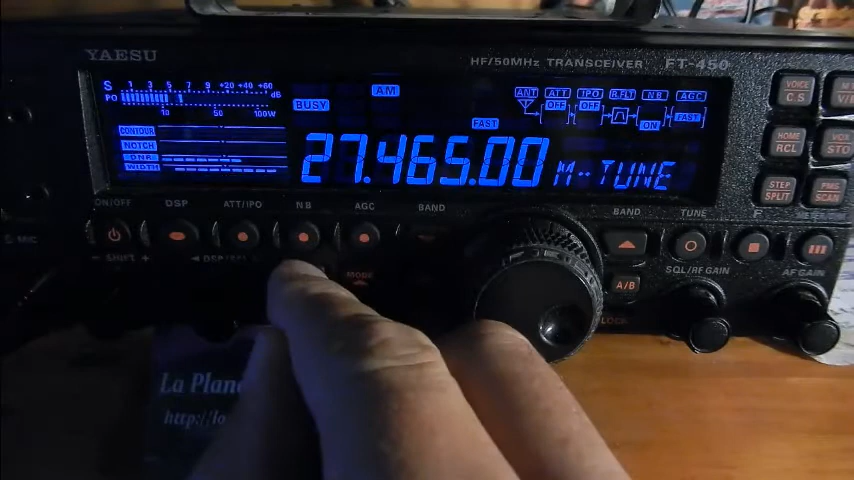 YAESU
HF/50MHz TRANSCEIVER FT-450
S 1 3 5 7 9 +20 +40 +60 dB
PO
10 50 100W
BUSY
AM
FAST
ANT ATT IPO R.FLT NB AGC
OFF OFF ON FAST
CONTOUR
NOTCH
DNR
WIDTH
27.465.00 M-TUNE
VOICE
C.S
HOME
RCL
VOX
STO
STEP
SPLIT
PMS
SCAN
ON/OFF DSP ATT/IPO NB AGC BAND
BAND TUNE F
MIC
- SHIFT +
MODE
A/B
SQL/RF GAIN AF GAIN
LOCK
La Plane
http://lo